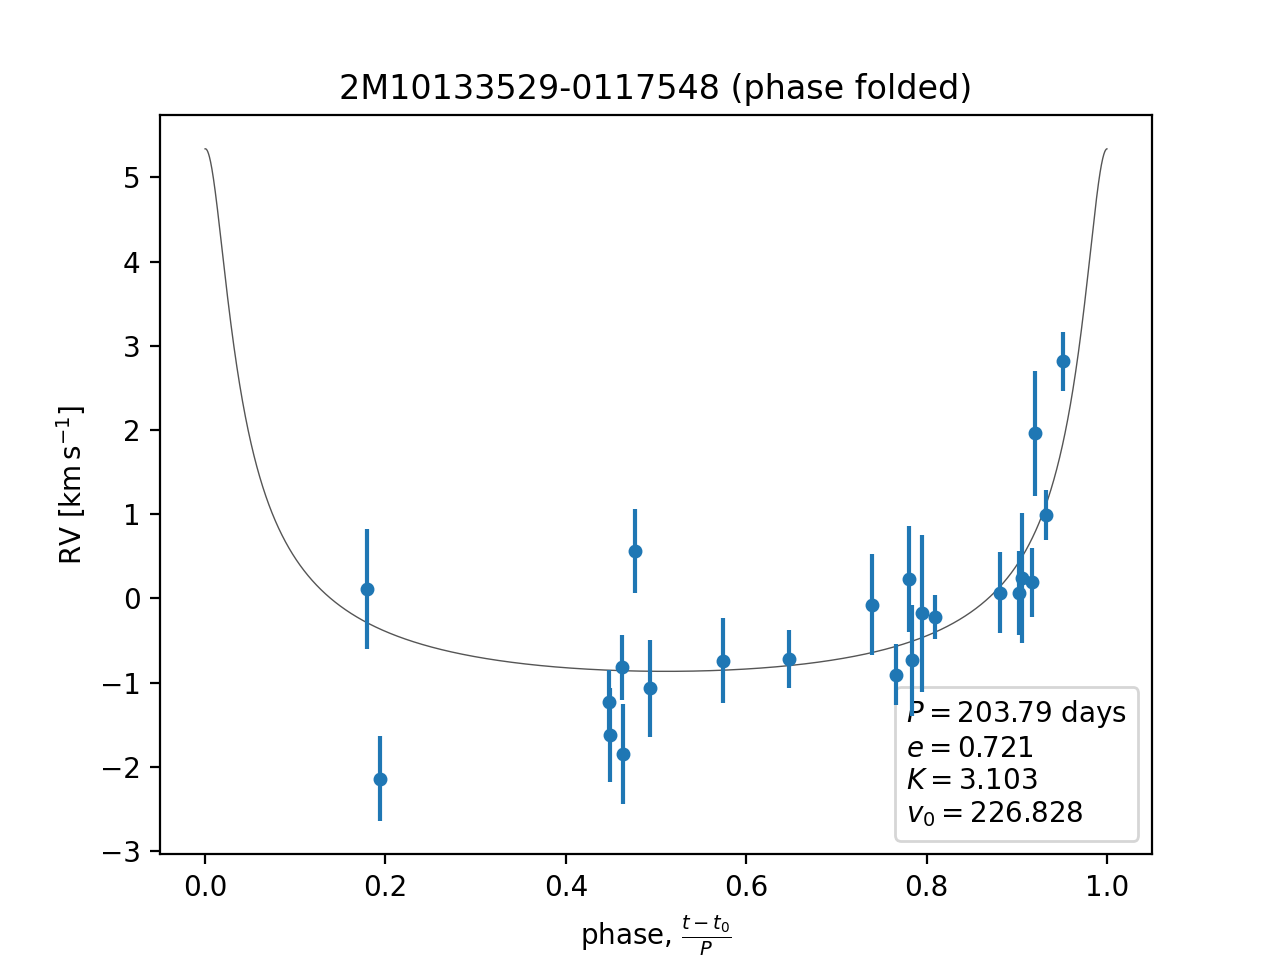 2M10133529-0117548 (phase folded)
RV [km s⁻¹]
5
4
3
2
1
0
−1
−2
−3
P = 203.79 days
e = 0.721
K = 3.103
v₀ = 226.828
0.0 0.2 0.4 0.6 0.8 1.0
phase, (t − t₀)/P